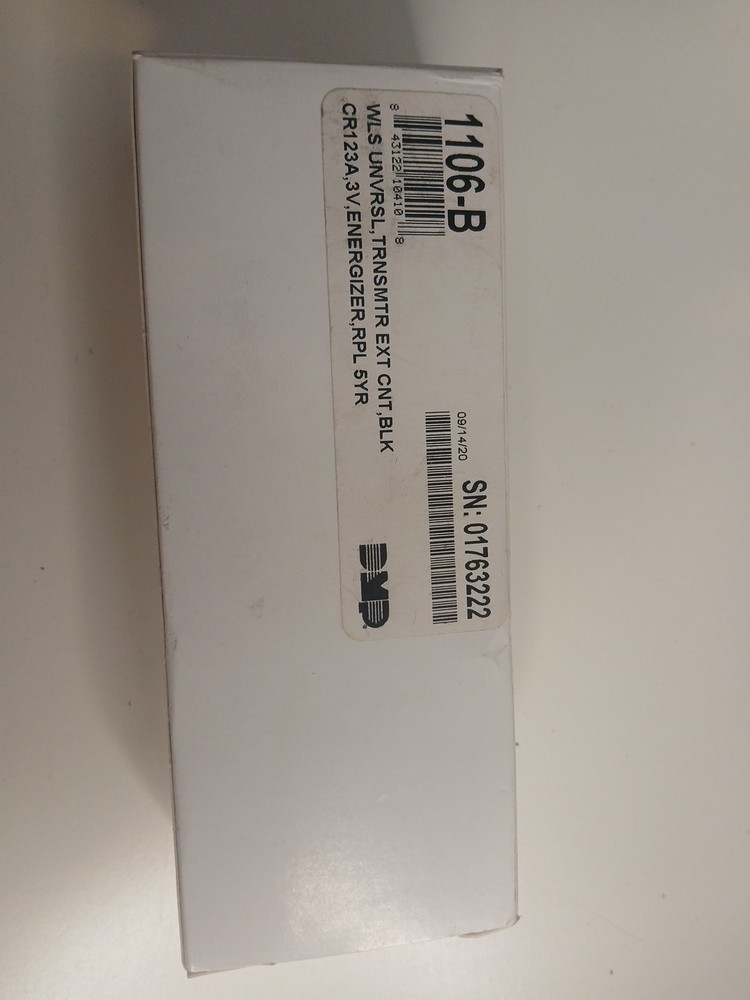 1106-B
8 43122 10410 8
WLS UNVRSL,TRNSMTR EXT CNT,BLK
CR123A,3V,ENERGIZER,RPL 5YR
SN: 01763222
09/14/20
DMP